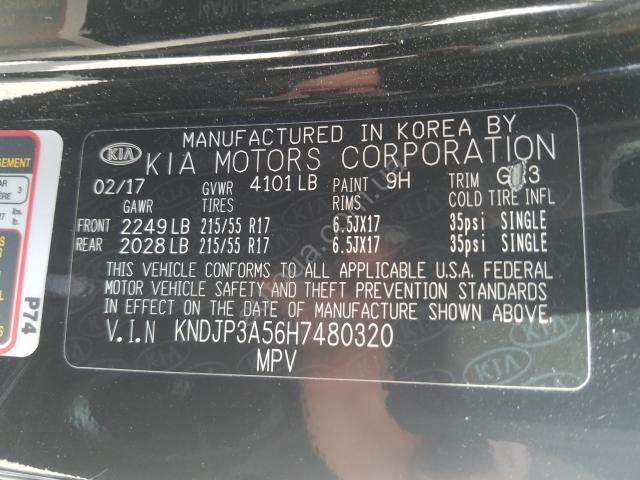 MANUFACTURED IN KOREA BY
KIA KIA MOTORS CORPORATION
02/17 GVWR 4101 LB PAINT 9H TRIM
GAWR TIRES RIMS COLD TIRE INFL
FRONT 2249 LB 215/55 R17 6.5JX17 35psi SINGLE
REAR 2028 LB 215/55 R17 6.5JX17 35psi SINGLE
THIS VEHICLE CONFORMS TO ALL APPLICABLE U.S.A. FEDERAL
MOTOR VEHICLE SAFETY AND THEFT PREVENTION STANDARDS
IN EFFECT ON THE DATE OF MANUFACTURE SHOWN ABOVE.
V.I.N KNDJP3A56H7480320
MPV
P74